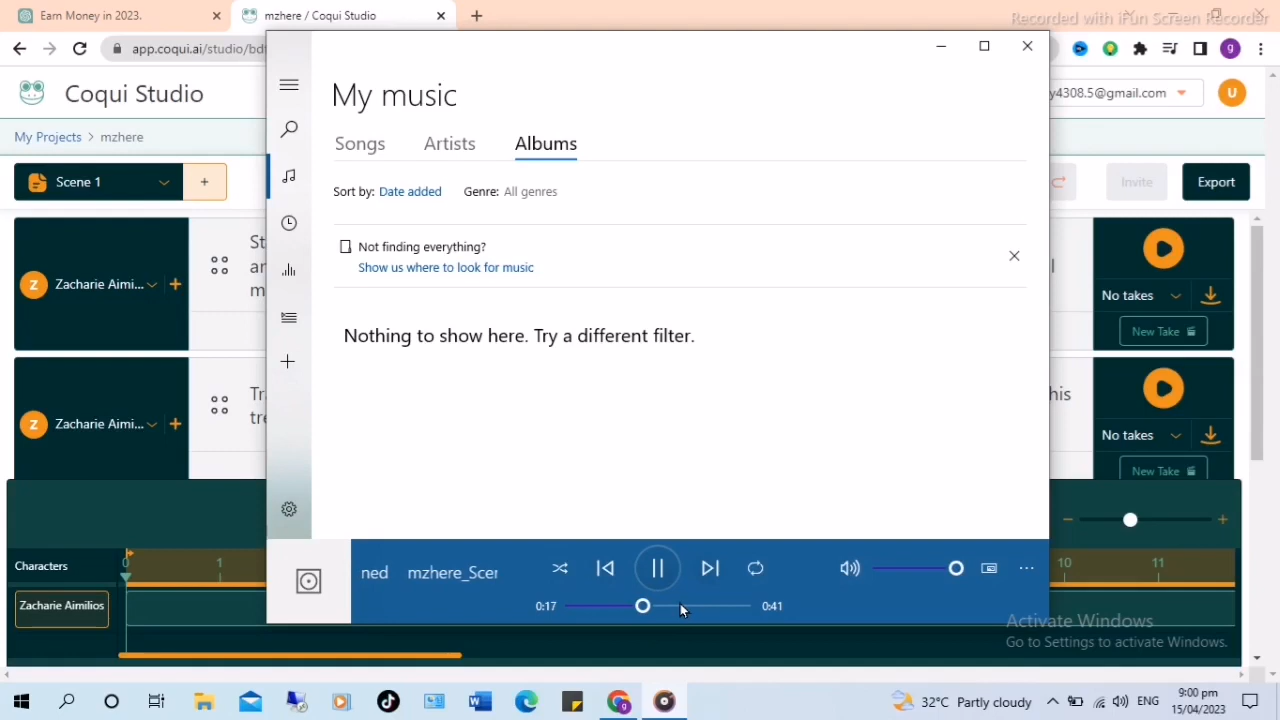 Earn Money in 2023.
mzhere / Coqui Studio
Recorded with iFun Screen Recorder
app.coqui.ai/studio/bd
g
Coqui Studio
y4308.5@gmail.com
U
My Projects > mzhere
Scene 1
+
Invite
Export
My music
Songs
Artists
Albums
Sort by: Date added
Genre: All genres
Not finding everything?
Show us where to look for music
Nothing to show here. Try a different filter.
Z
Zacharie Aimi...
No takes
New Take
Z
Zacharie Aimi...
his
No takes
New Take
ned
mzhere_Scer
0:17
0:41
Characters
0
1
10
11
Zacharie Aimilios
Activate Windows
Go to Settings to activate Windows.
32°C Partly cloudy
ENG
9:00 pm
15/04/2023